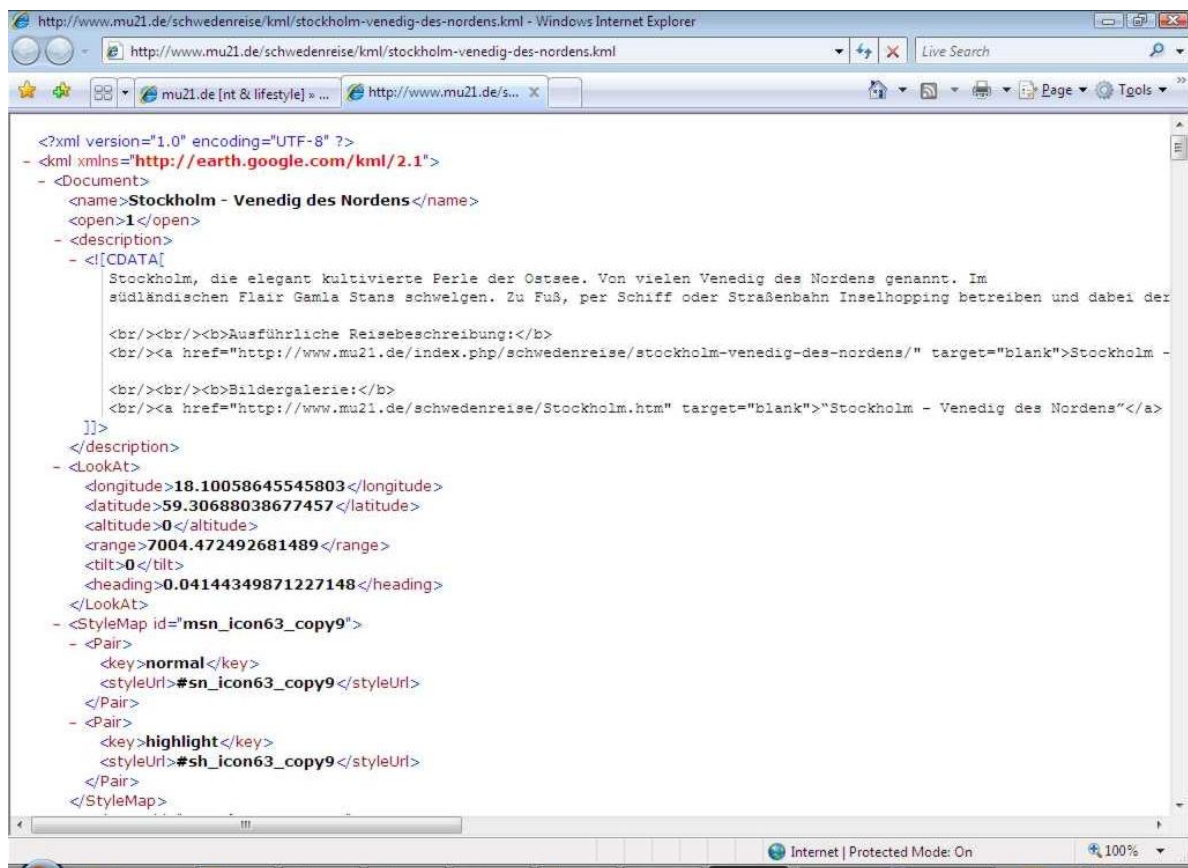 http://www.mu21.de/schwedenreise/kml/stockholm-venedig-des-nordens.kml - Windows Internet Explorer
http://www.mu21.de/schwedenreise/kml/stockholm-venedig-des-nordens.kml Live Search
mu21.de [nt & lifestyle] » ... http://www.mu21.de/s... Page Tools
<?xml version="1.0" encoding="UTF-8" ?>
- <kml xmlns="http://earth.google.com/kml/2.1">
- <Document>
<name>Stockholm - Venedig des Nordens</name>
<open>1</open>
- <description>
- <![CDATA[
Stockholm, die elegant kultivierte Perle der Ostsee. Von vielen Venedig des Nordens genannt. Im
südländischen Flair Gamla Stans schwelgen. Zu Fuß, per Schiff oder Straßenbahn Inselhopping betreiben und dabei der
<br/><br/><b>Ausführliche Reisebeschreibung:</b>
<br/><a href="http://www.mu21.de/index.php/schwedenreise/stockholm-venedig-des-nordens/" target="blank">Stockholm -
<br/><br/><b>Bildergalerie:</b>
<br/><a href="http://www.mu21.de/schwedenreise/Stockholm.htm" target="blank">“Stockholm - Venedig des Nordens”</a>
]]>
</description>
- <LookAt>
<longitude>18.10058645545803</longitude>
<latitude>59.30688038677457</latitude>
<altitude>0</altitude>
<range>7004.472492681489</range>
<tilt>0</tilt>
<heading>0.04144349871227148</heading>
</LookAt>
- <StyleMap id="msn_icon63_copy9">
- <Pair>
<key>normal</key>
<styleUrl>#sn_icon63_copy9</styleUrl>
</Pair>
- <Pair>
<key>highlight</key>
<styleUrl>#sh_icon63_copy9</styleUrl>
</Pair>
</StyleMap>
Internet | Protected Mode: On 100%